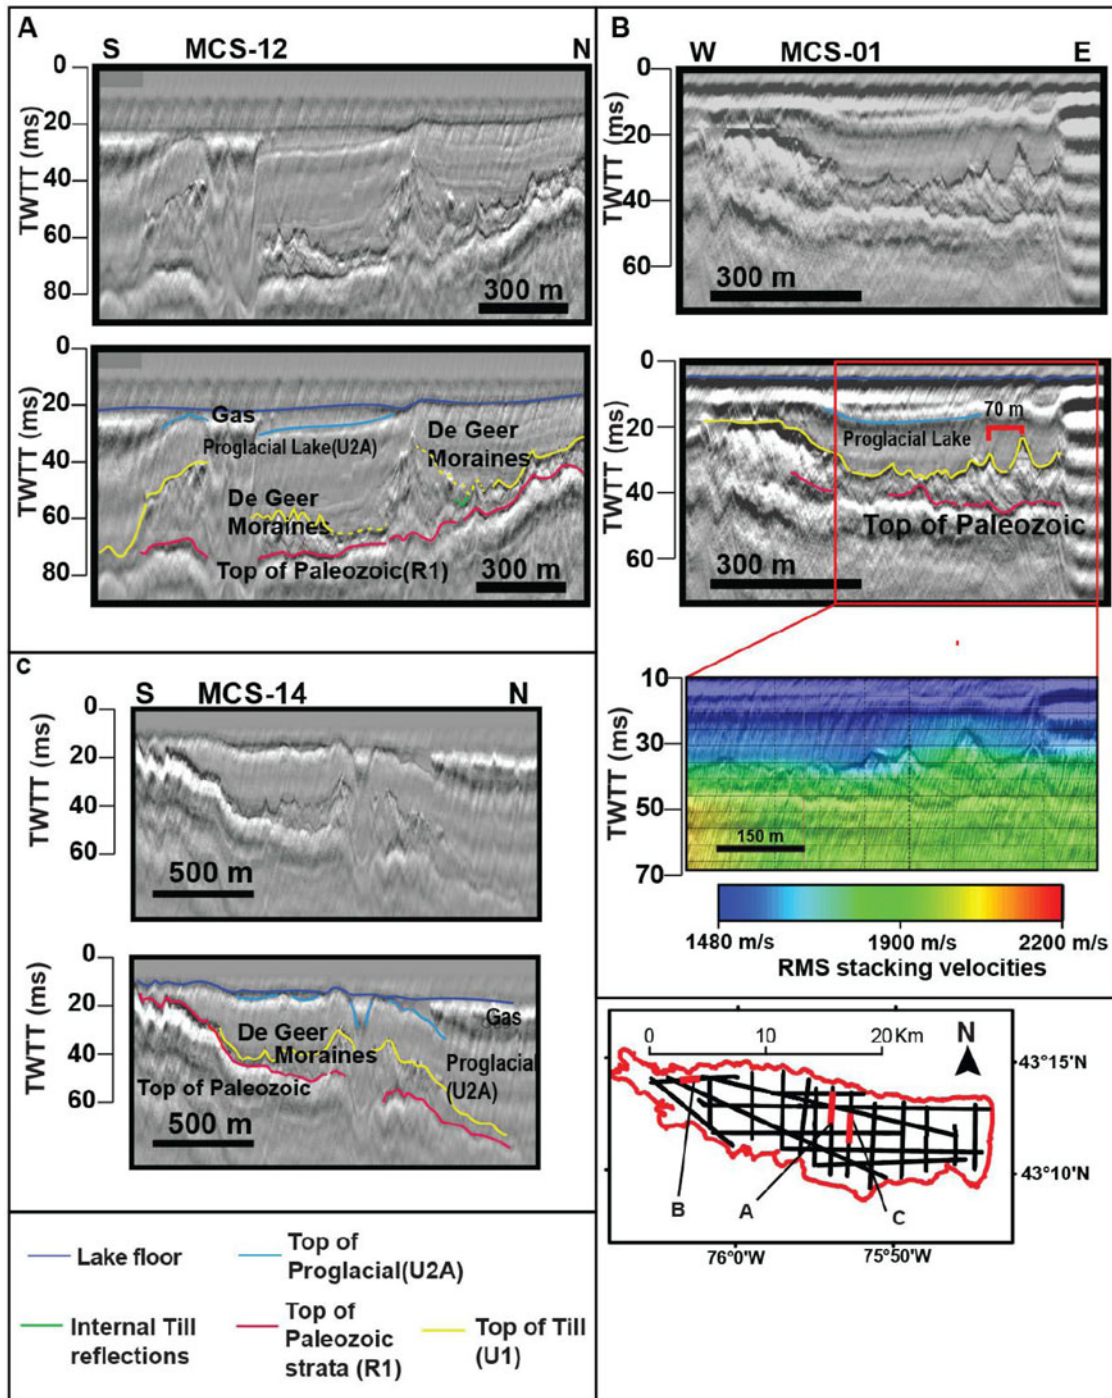 A
S MCS-12 N
0
20
40
60
80
TWTT (ms)
300 m
0
20
40
60
80
TWTT (ms)
Gas
Proglacial Lake(U2A)
De Geer
Moraines
De Geer
Moraines
Top of Paleozoic(R1)
300 m
B
W MCS-01 E
0
20
40
60
TWTT (ms)
300 m
0
20
40
60
TWTT (ms)
70 m
Proglacial Lake
Top of Paleozoic
300 m
10
30
50
70
TWTT (ms)
150 m
1480 m/s 1900 m/s 2200 m/s
RMS stacking velocities
C
S MCS-14 N
0
20
40
60
TWTT (ms)
500 m
0
20
40
60
TWTT (ms)
De Geer
Moraines
Gas
Proglacial
(U2A)
Top of Paleozoic
500 m
0 10 20 Km
N
43°15'N
43°10'N
B A C
76°0'W 75°50'W
Lake floor
Top of
Proglacial(U2A)
Internal Till
reflections
Top of
Paleozoic
strata (R1)
Top of Till
(U1)